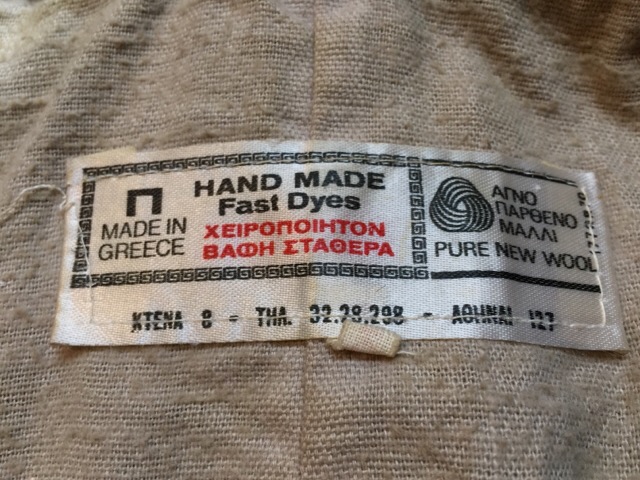 Π
MADE IN
GREECE
HAND MADE
Fast Dyes
ΧΕΙΡΟΠΟΙΗΤΟΝ
ΒΑΦΗ ΣΤΑΘΕΡΑ
ΑΓΝΟ
ΠΑΡΘΕΝΟ
ΜΑΛΛΙ
PURE NEW WOOL
ΚΤΕΝΑ 8 - ΤΗΛ. 32.28.298 - ΑΘΗΝΑΙ 127